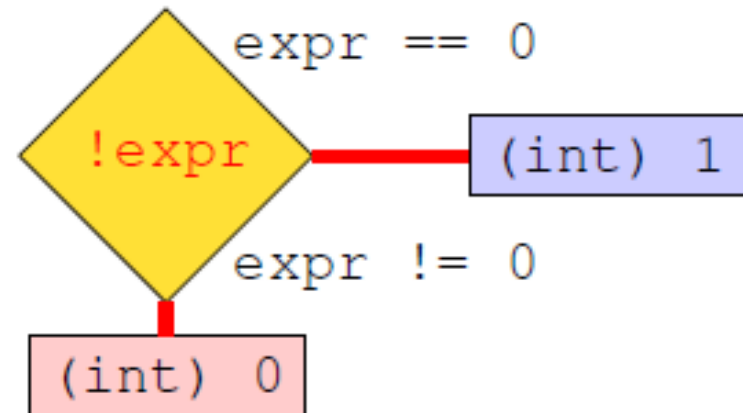 expr == 0
!expr
(int) 1
expr != 0
(int) 0